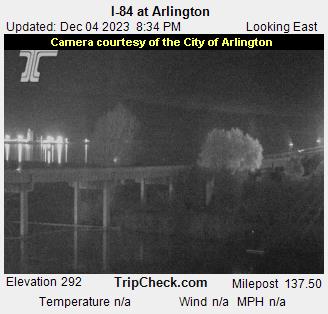 I-84 at Arlington
Updated: Dec 04 2023 8:34 PM Looking East
Camera courtesy of the City of Arlington
Elevation 292 TripCheck.com Milepost 137.50
Temperature n/a Wind n/a MPH n/a